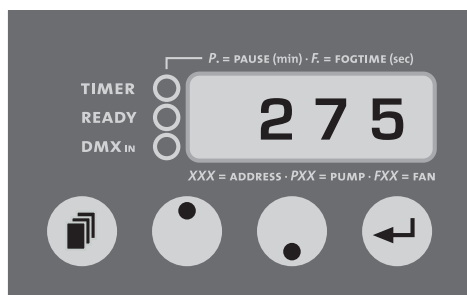 P. = PAUSE (min) · F. = FOGTIME (sec)
TIMER
READY
DMX IN
275
XXX = ADDRESS · PXX = PUMP · FXX = FAN